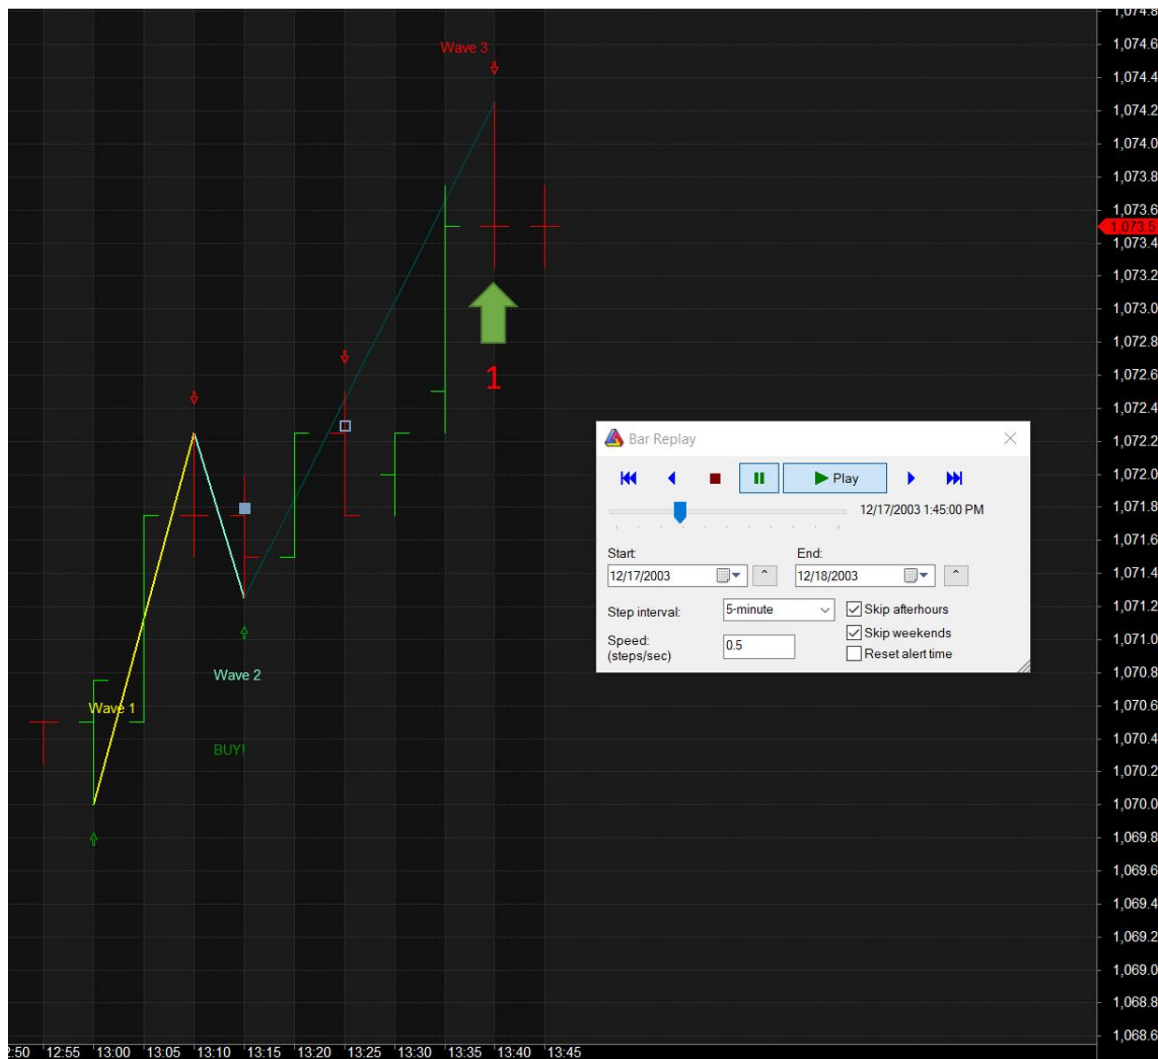 1,074.8
1,074.6
Wave 3
1,074.4
1,074.2
1,074.0
1,073.8
1,073.6
1,073.5
1,073.4
1,073.2
1,073.0
1,072.8
1
1,072.6
1,072.4
1,072.2
1,072.0
1,071.8
1,071.6
1,071.4
1,071.2
1,071.0
1,070.8
Wave 2
1,070.6
Wave 1
1,070.4
BUY!
1,070.2
1,070.0
1,069.8
1,069.6
1,069.4
1,069.2
1,069.0
1,068.8
1,068.6
Bar Replay
Play
12/17/2003 1:45:00 PM
Start:
End:
12/17/2003
12/18/2003
Step interval:
5-minute
Skip afterhours
Skip weekends
Speed:
(steps/sec)
0.5
Reset alert time
2:50 12:55 13:00 13:05 13:10 13:15 13:20 13:25 13:30 13:35 13:40 13:45